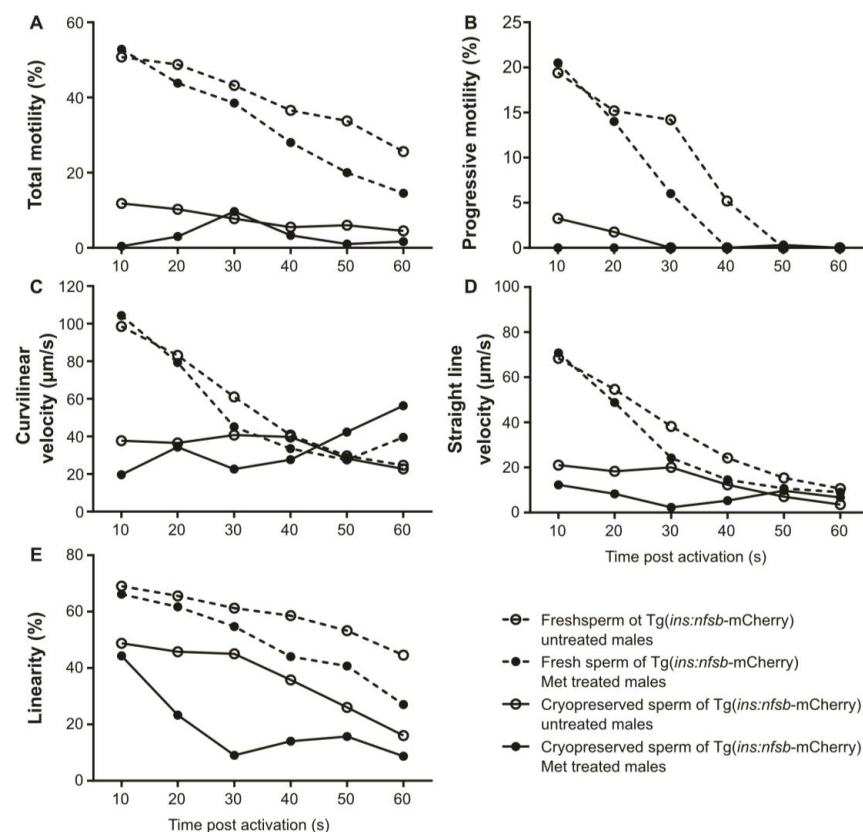 A
Total motility (%)
60
40
20
0
10 20 30 40 50 60
B
Progressive motility (%)
25
20
15
10
5
0
10 20 30 40 50 60
C
Curvilinear
velocity (µm/s)
120
100
80
60
40
20
0
10 20 30 40 50 60
D
Straight line
velocity (µm/s)
100
80
60
40
20
0
10 20 30 40 50 60
Time post activation (s)
E
Linearity (%)
80
60
40
20
0
10 20 30 40 50 60
Time post activation (s)
Freshsperm ot Tg(ins:nfsb-mCherry)
untreated males
Fresh sperm of Tg(ins:nfsb-mCherry)
Met treated males
Cryopreserved sperm of Tg(ins:nfsb-mCherry)
untreated males
Cryopreserved sperm of Tg(ins:nfsb-mCherry)
Met treated males